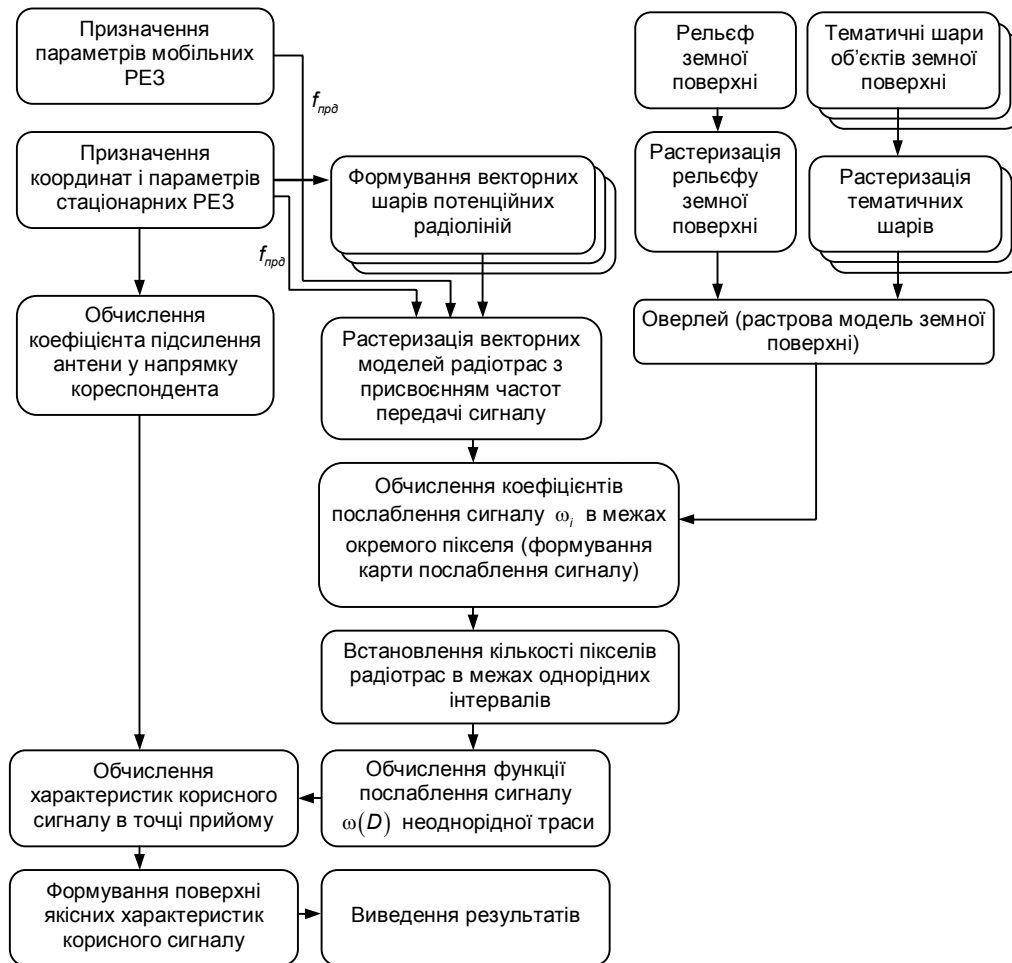 Призначення
параметрів мобільних
РЕЗ
Рельєф
земної
поверхні
Тематичні шари
об’єктів земної
поверхні
fпрд
Призначення
координат і параметрів
стаціонарних РЕЗ
Формування векторних
шарів потенційних
радіоліній
Растеризація
рельєфу
земної
поверхні
Растеризація
тематичних
шарів
fпрд
Обчислення
коефіцієнта підсилення
антени у напрямку
кореспондента
Растеризація векторних
моделей радіотрас з
присвоєнням частот
передачі сигналу
Оверлей (растрова модель земної
поверхні)
Обчислення коефіцієнтів
послаблення сигналу ωi в межах
окремого пікселя (формування
карти послаблення сигналу)
Встановлення кількості пікселів
радіотрас в межах однорідних
інтервалів
Обчислення
характеристик корисного
сигналу в точці прийому
Обчислення функції
послаблення сигналу
ω(D) неоднорідної траси
Формування поверхні
якісних характеристик
корисного сигналу
Виведення результатів